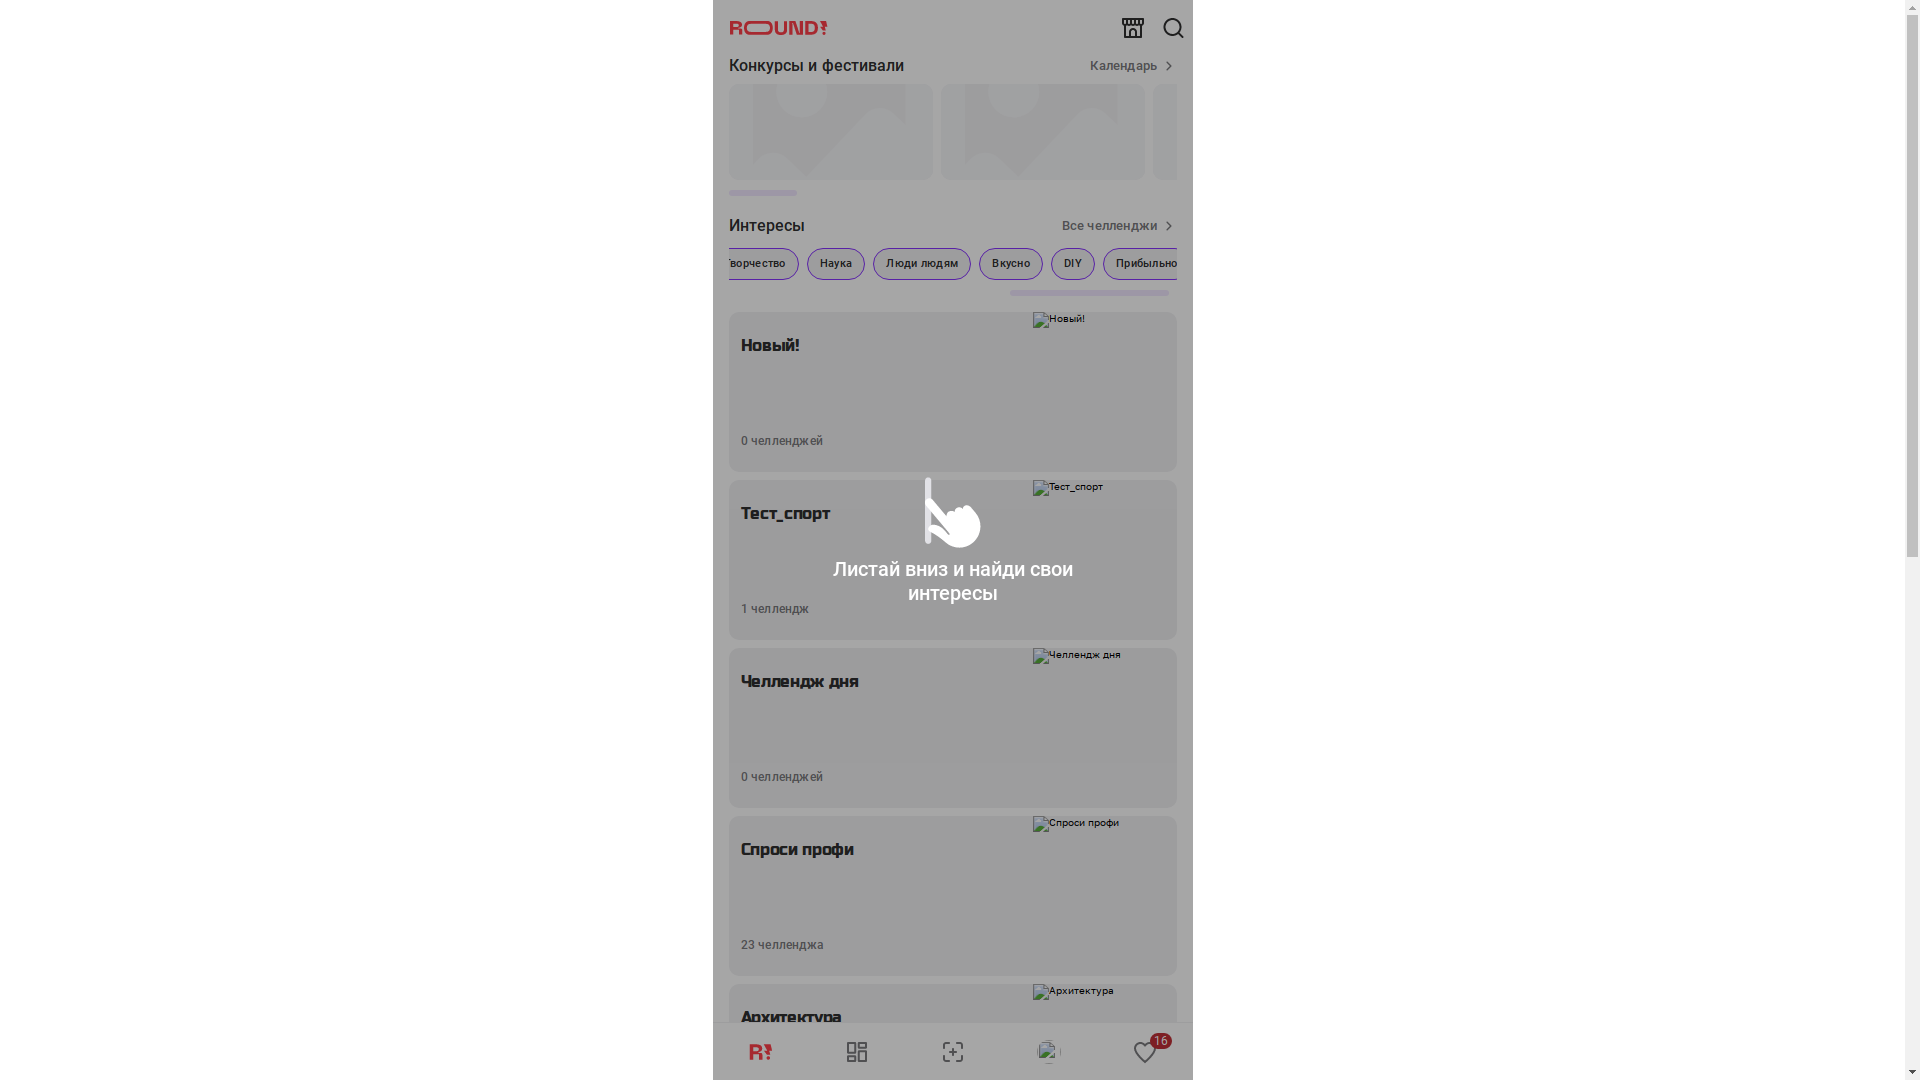 ROUND!
Конкурсы и фестивали
Календарь
Интересы
Все челленджи
Творчество
Наука
Люди людям
Вкусно
DIY
Прибыльно
Новый!
Новый!
0 челленджей
Тест_спорт
Тест_спорт
Листай вниз и найди свои
интересы
1 челлендж
Челлендж дня
Челлендж дня
0 челленджей
Спроси профи
Спроси профи
23 челленджа
Архитектура
Архитектура
R!
16